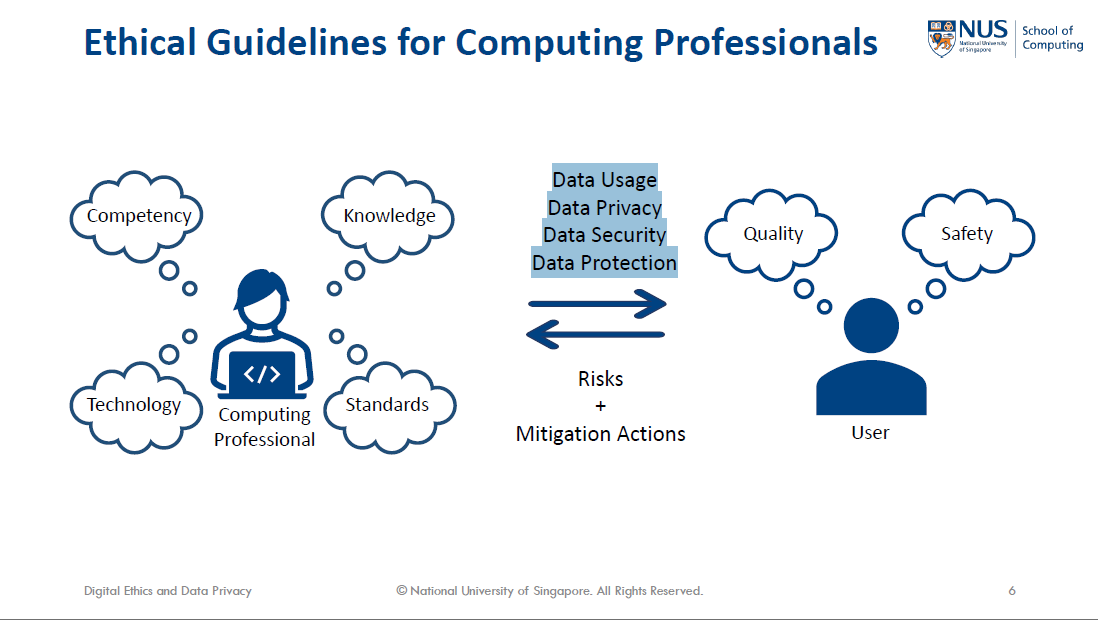 Ethical Guidelines for Computing Professionals
NUS
National University
of Singapore
School of
Computing
Competency
Knowledge
Technology
Standards
</>
Computing
Professional
Data Usage
Data Privacy
Data Security
Data Protection
Risks
+
Mitigation Actions
Quality
Safety
User
Digital Ethics and Data Privacy
© National University of Singapore. All Rights Reserved.
6